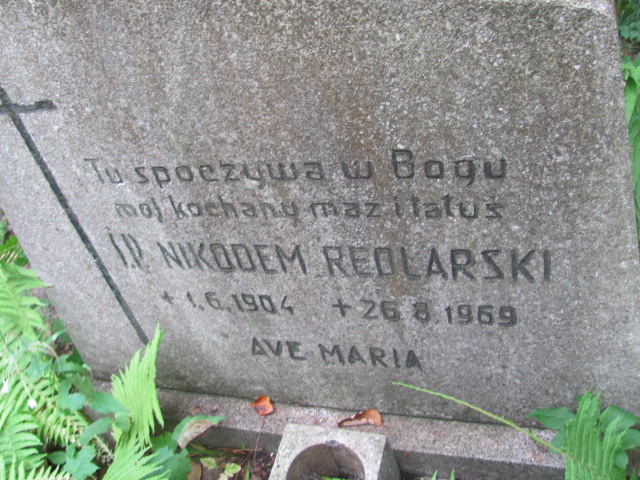 Tu spoczywa w Bogu
mój kochany mąż i tatuś
Ś.P. NIKODEM REDLARSKI
* 1.6.1904 + 26.8.1969
AVE MARIA